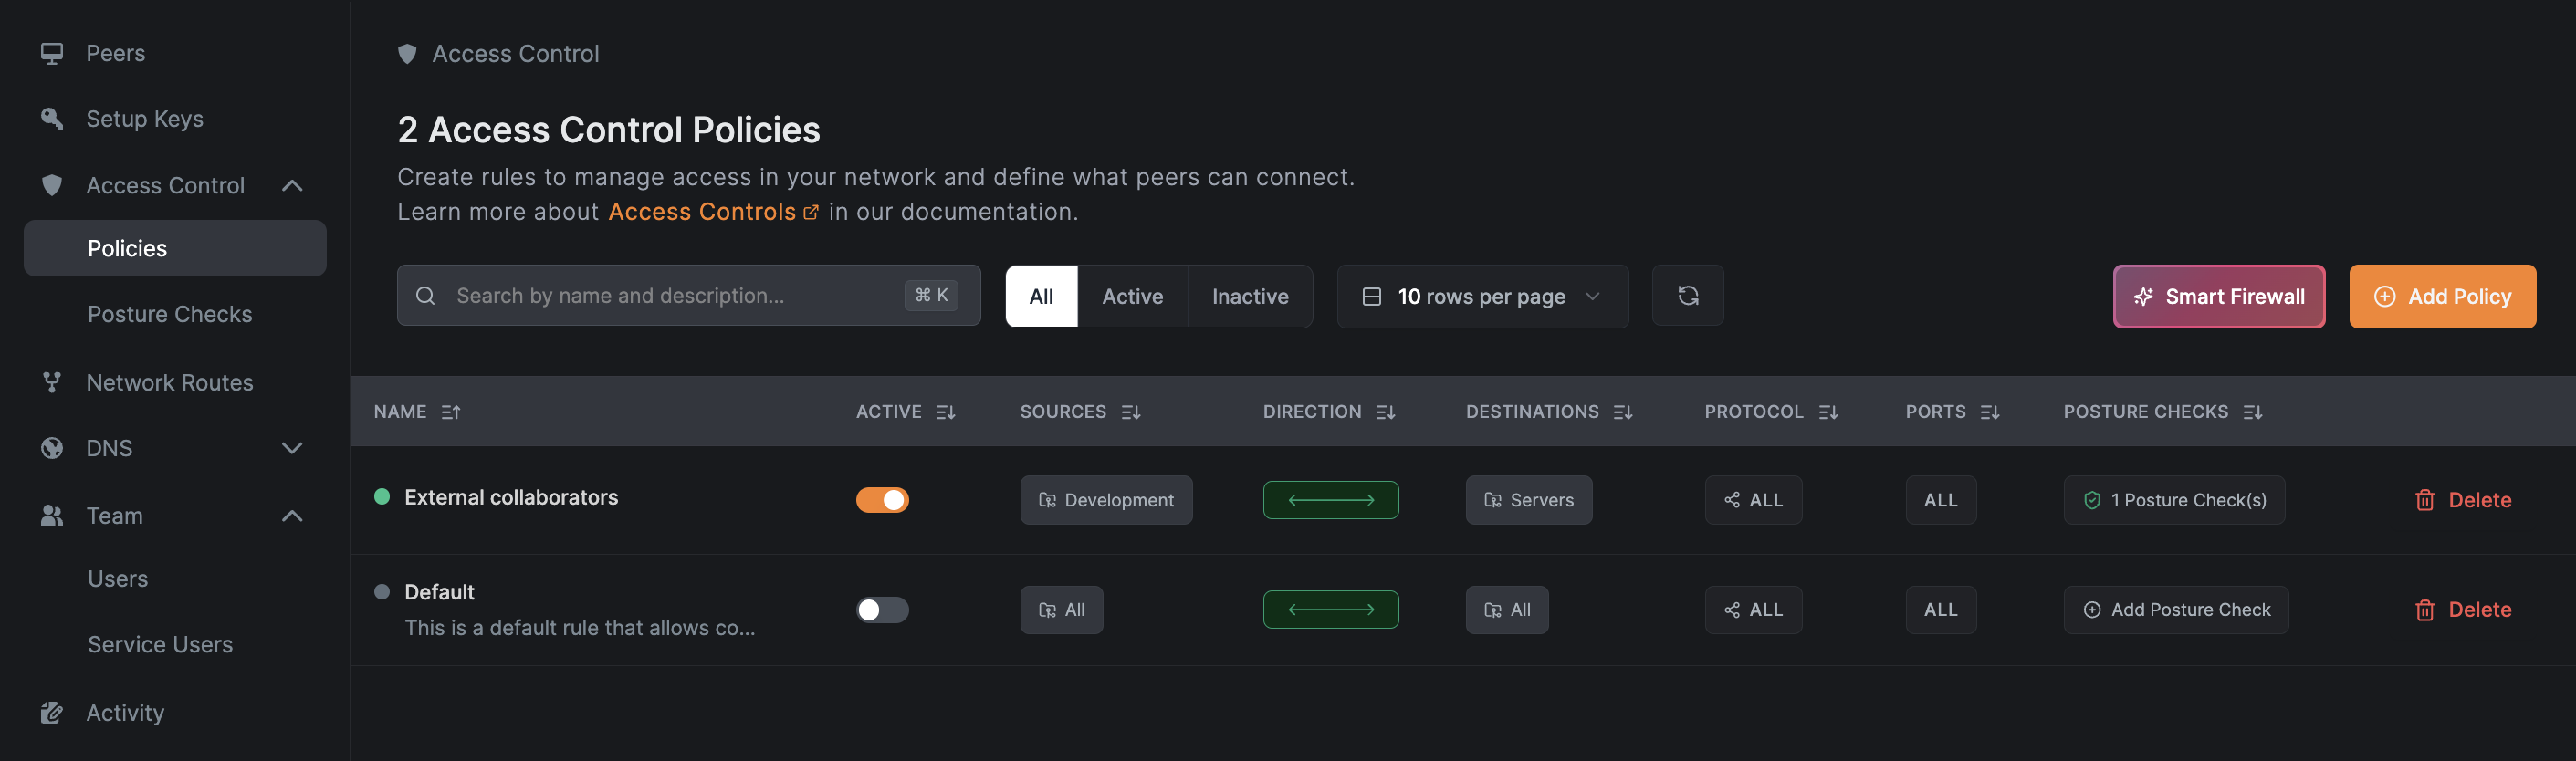 Peers
Setup Keys
Access Control
Policies
Posture Checks
Network Routes
DNS
Team
Users
Service Users
Activity
Access Control
2 Access Control Policies
Create rules to manage access in your network and define what peers can connect.
Learn more about Access Controls in our documentation.
Search by name and description... ⌘ K
All Active Inactive
10 rows per page
Smart Firewall
Add Policy
NAME ACTIVE SOURCES DIRECTION DESTINATIONS PROTOCOL PORTS POSTURE CHECKS
External collaborators Development Servers ALL ALL 1 Posture Check(s) Delete
Default All All ALL ALL Add Posture Check Delete
This is a default rule that allows co...